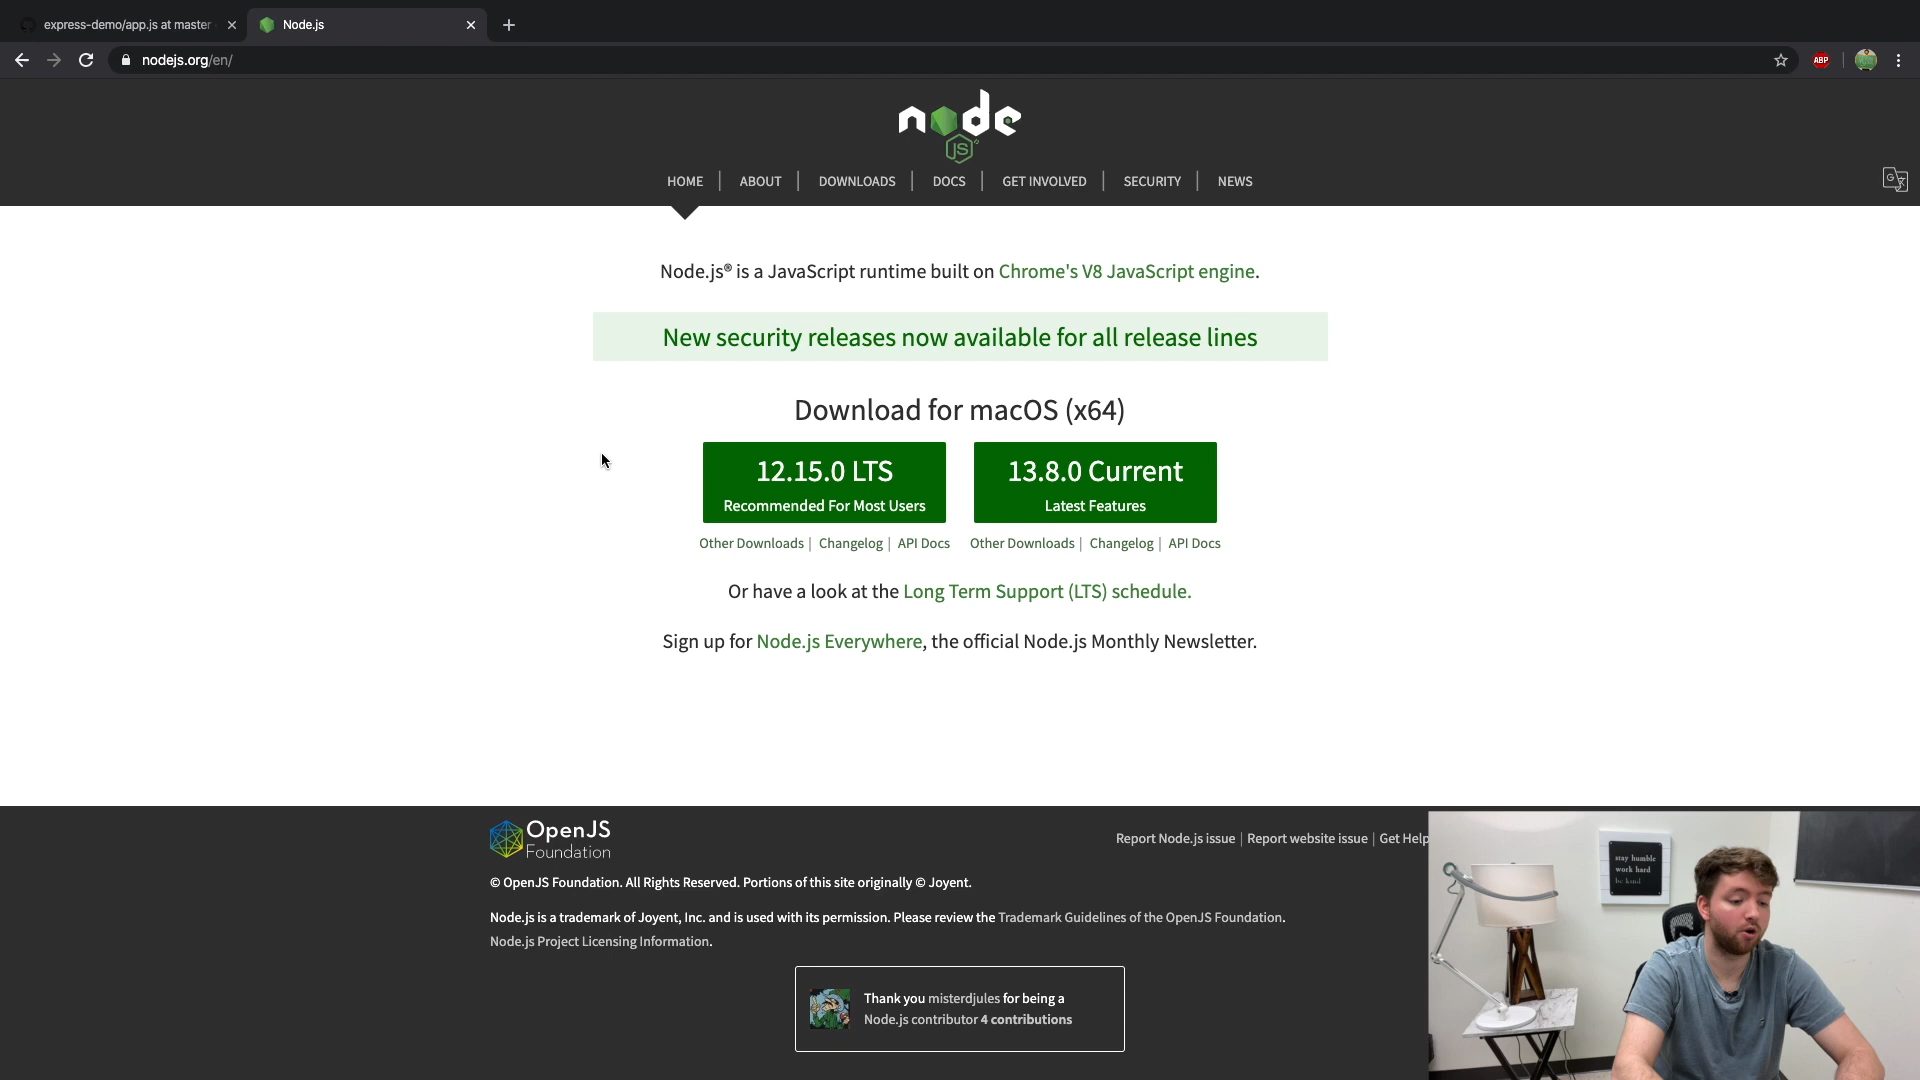 express-demo/app.js at master
Node.js
nodejs.org/en/
ABP
node
JS
HOME | ABOUT | DOWNLOADS | DOCS | GET INVOLVED | SECURITY | NEWS
Node.js® is a JavaScript runtime built on Chrome's V8 JavaScript engine.
New security releases now available for all release lines
Download for macOS (x64)
12.15.0 LTS
Recommended For Most Users
13.8.0 Current
Latest Features
Other Downloads | Changelog | API Docs
Other Downloads | Changelog | API Docs
Or have a look at the Long Term Support (LTS) schedule.
Sign up for Node.js Everywhere, the official Node.js Monthly Newsletter.
OpenJS
Foundation
Report Node.js issue | Report website issue | Get Help
© OpenJS Foundation. All Rights Reserved. Portions of this site originally © Joyent.
Node.js is a trademark of Joyent, Inc. and is used with its permission. Please review the Trademark Guidelines of the OpenJS Foundation.
Node.js Project Licensing Information.
Thank you misterdjules for being a
Node.js contributor 4 contributions
stay humble
work hard
be kind